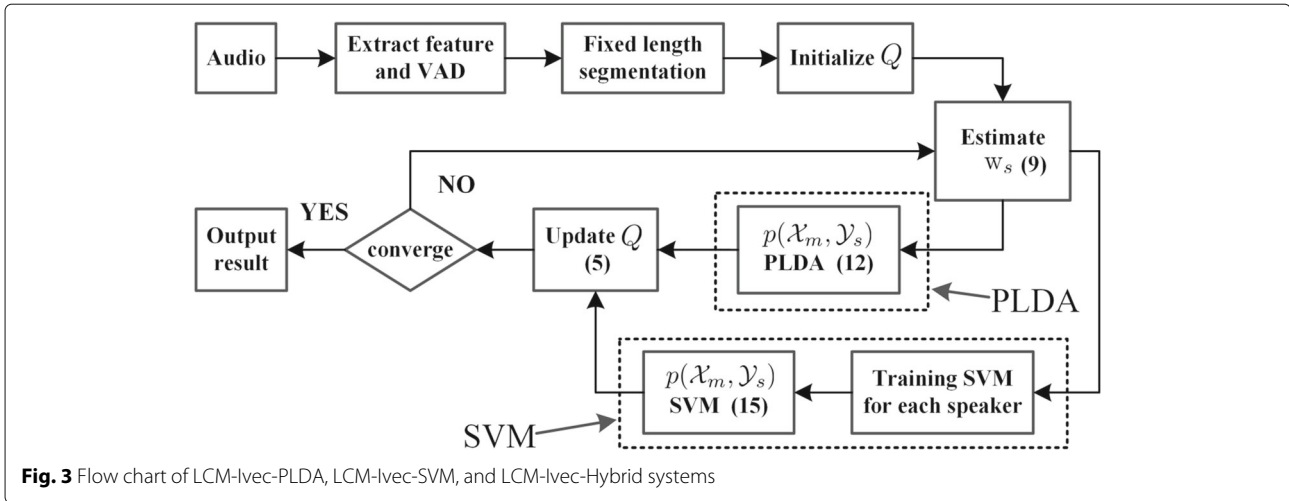 Audio
Extract feature
and VAD
Fixed length
segmentation
Initialize Q
Estimate
w_s (9)
NO
YES
Output
result
converge
Update Q
(5)
p(𝒳_m, 𝒴_s)
PLDA (12)
PLDA
p(𝒳_m, 𝒴_s)
SVM (15)
Training SVM
for each speaker
SVM
Fig. 3 Flow chart of LCM-Ivec-PLDA, LCM-Ivec-SVM, and LCM-Ivec-Hybrid systems